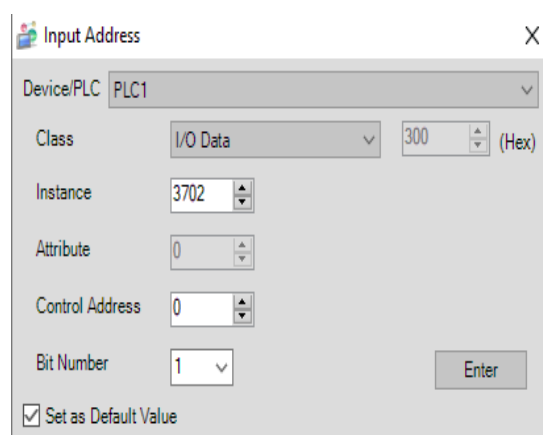 Input Address
Device/PLC PLC1
Class I/O Data 300 (Hex)
Instance 3702
Attribute 0
Control Address 0
Bit Number 1
Enter
Set as Default Value